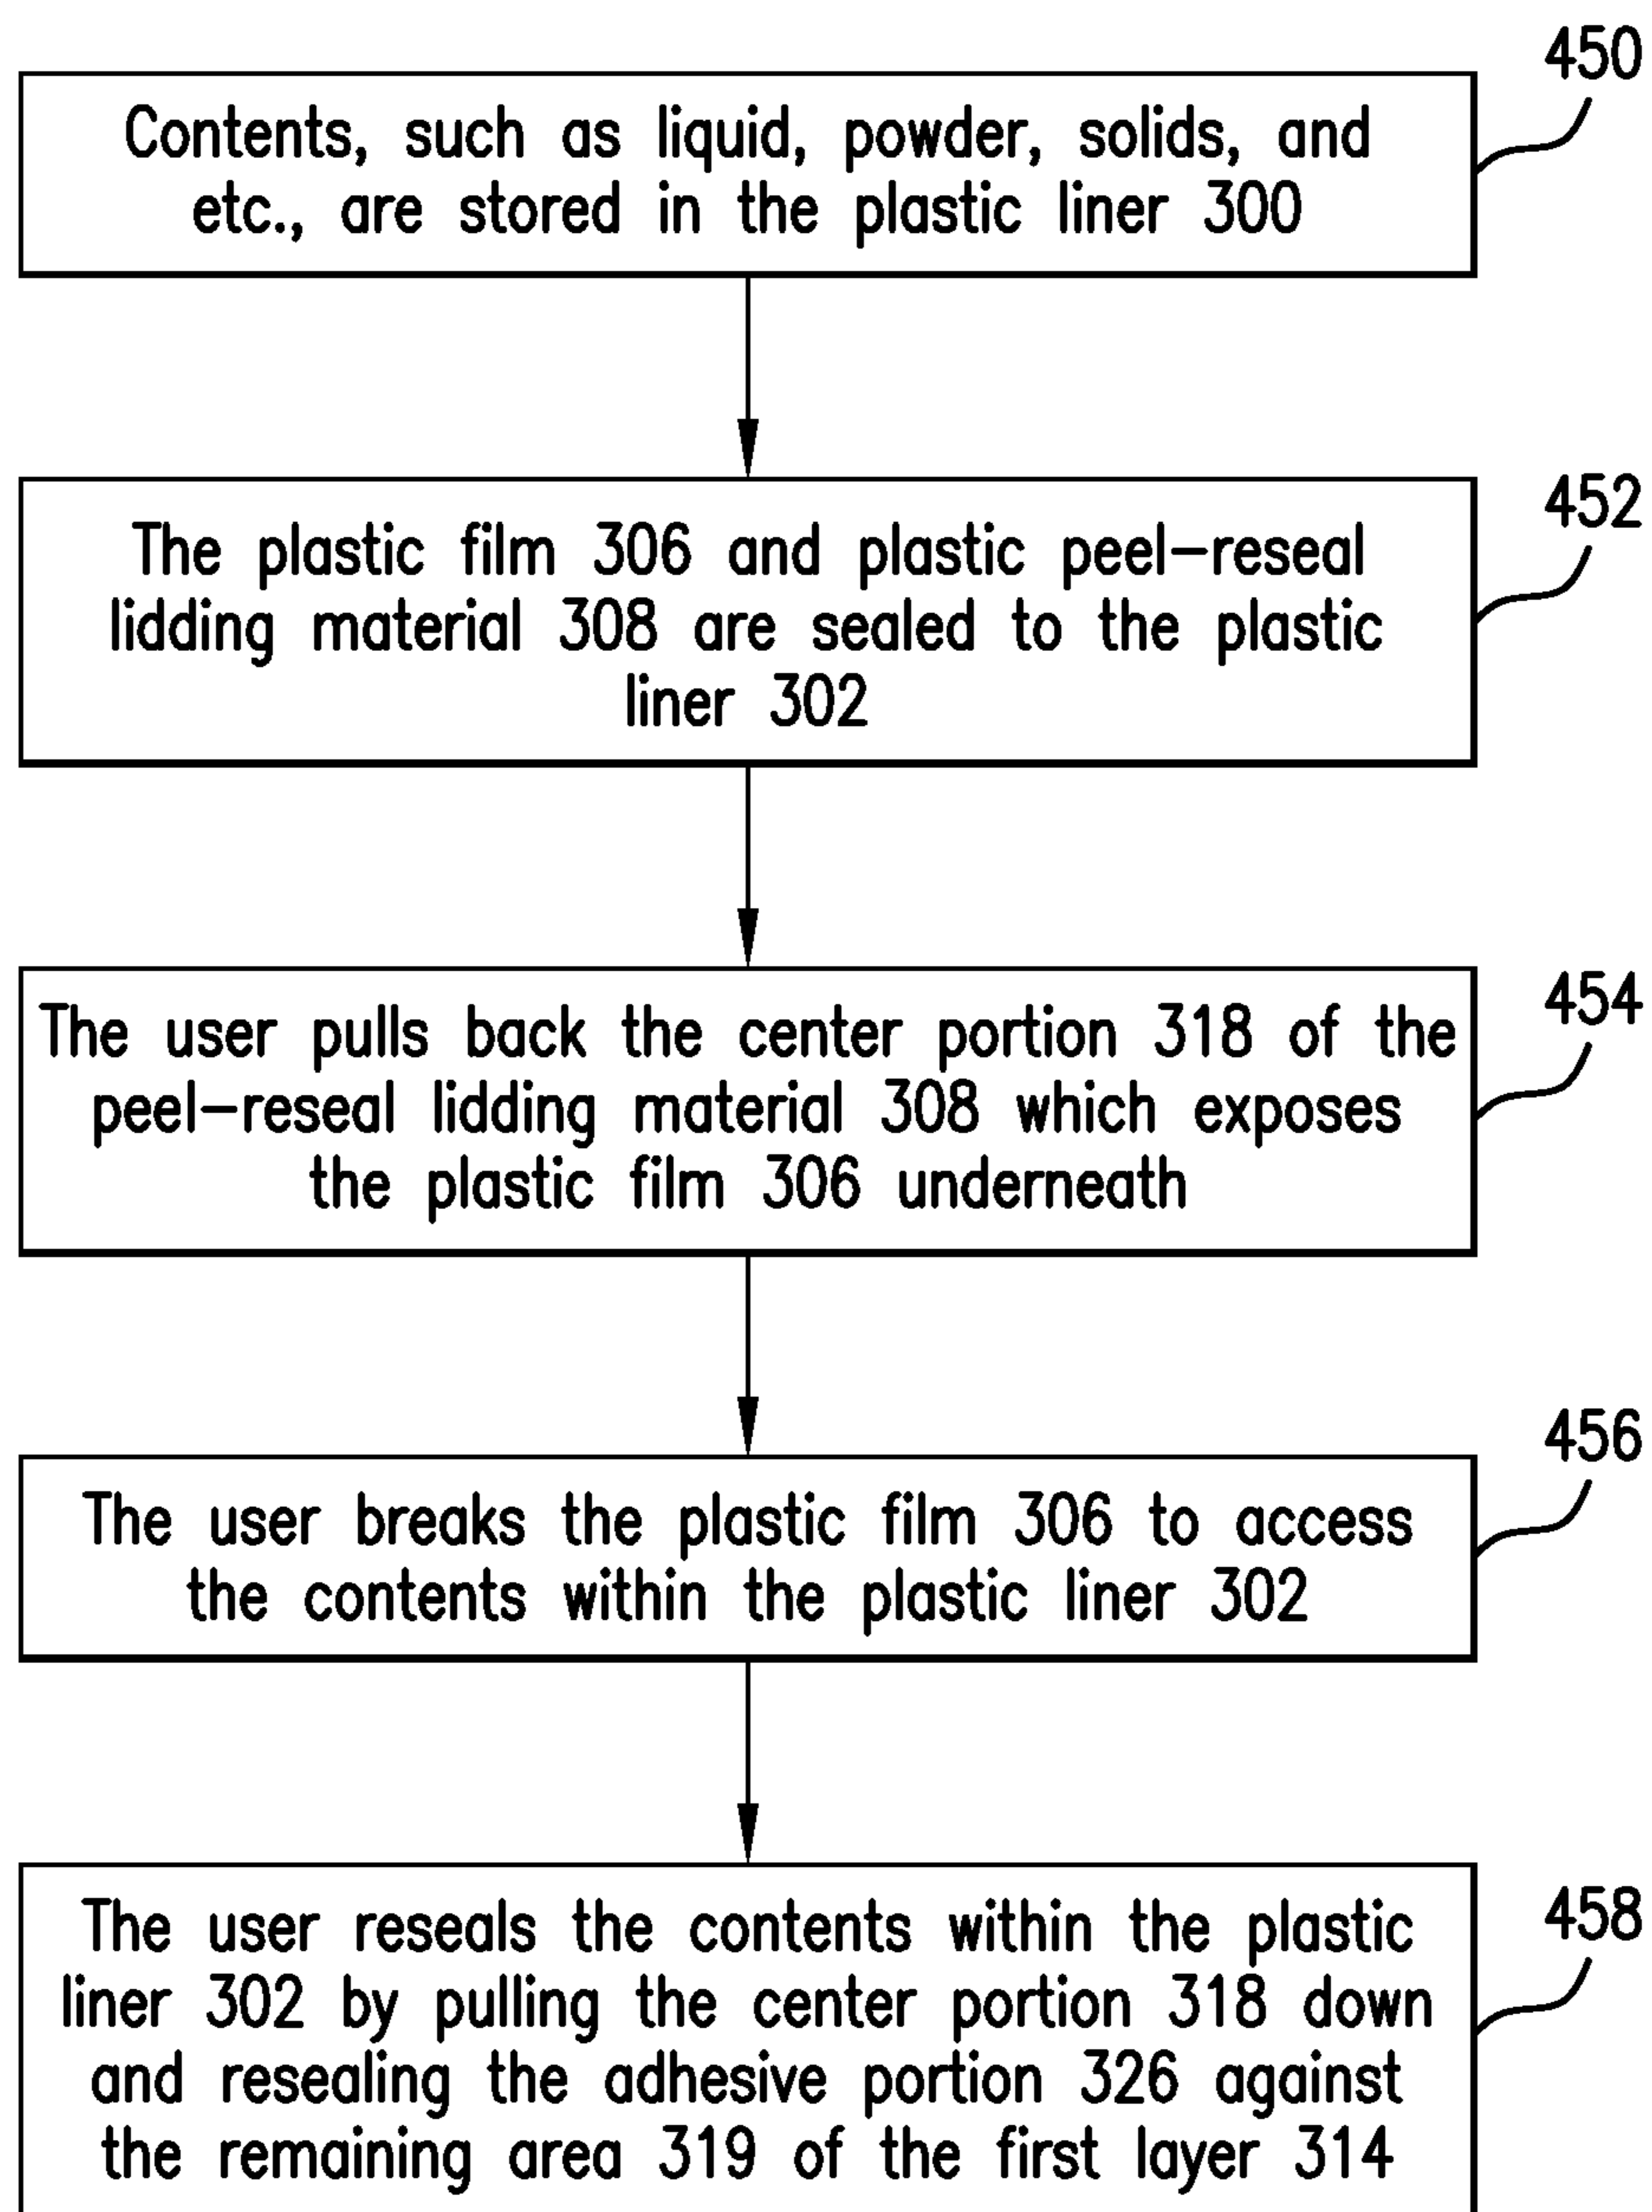 450
Contents, such as liquid, powder, solids, and
etc., are stored in the plastic liner 300
452
The plastic film 306 and plastic peel-reseal
lidding material 308 are sealed to the plastic
liner 302
454
The user pulls back the center portion 318 of the
peel-reseal lidding material 308 which exposes
the plastic film 306 underneath
456
The user breaks the plastic film 306 to access
the contents within the plastic liner 302
458
The user reseals the contents within the plastic
liner 302 by pulling the center portion 318 down
and resealing the adhesive portion 326 against
the remaining area 319 of the first layer 314